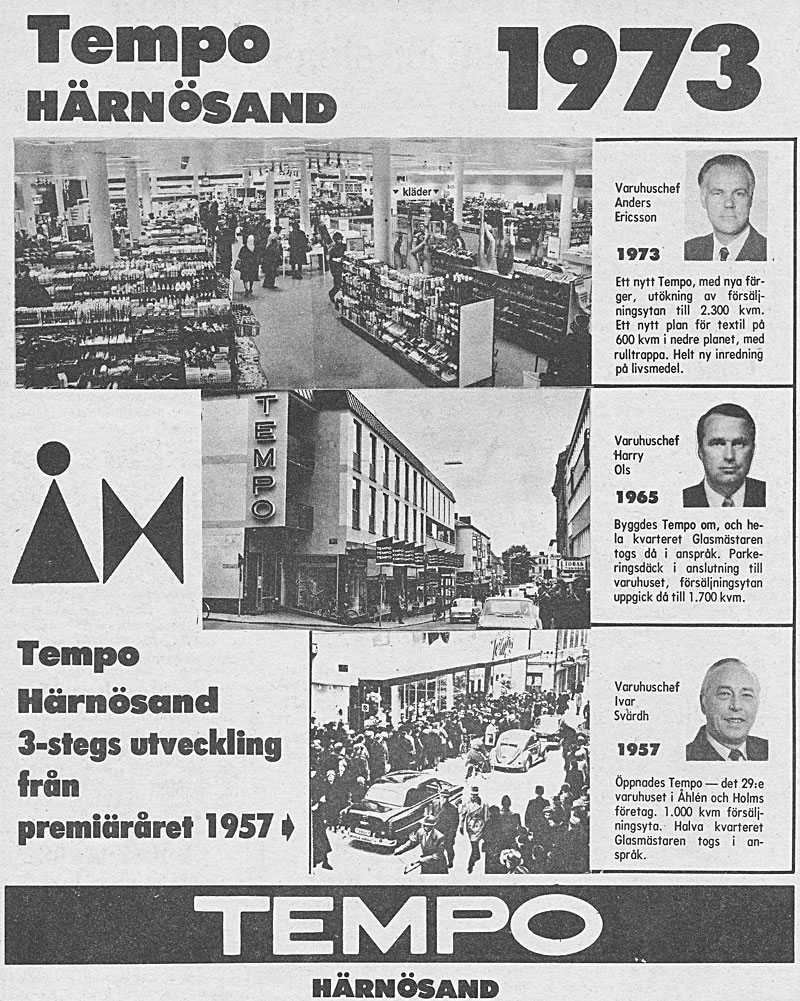 Tempo
HÄRNÖSAND
1973
kläder
Varuhuschef
Anders
Ericsson
1973
Ett nytt Tempo, med nya fär-
ger, utökning av försälj-
ningsytan till 2.300 kvm.
Ett nytt plan för textil på
600 kvm i nedre planet, med
rulltrappa. Helt ny inredning
på livsmedel.
TEMPO
TOBAK
Varuhuschef
Harry
Ols
1965
Byggdes Tempo om, och he-
la kvarteret Glasmästaren
togs då i anspråk. Parke-
ringsdäck i anslutning till
varuhuset, försäljningsytan
uppgick då till 1.700 kvm.
ÅH
Tempo
Härnösand
3-stegs utveckling
från
premiäråret 1957
Tempo
Varuhuschef
Ivar
Svärdh
1957
Öppnades Tempo — det 29:e
varuhuset i Åhlén och Holms
företag. 1.000 kvm försälj-
ningsyta. Halva kvarteret
Glasmästaren togs i an-
språk.
TEMPO
HÄRNÖSAND